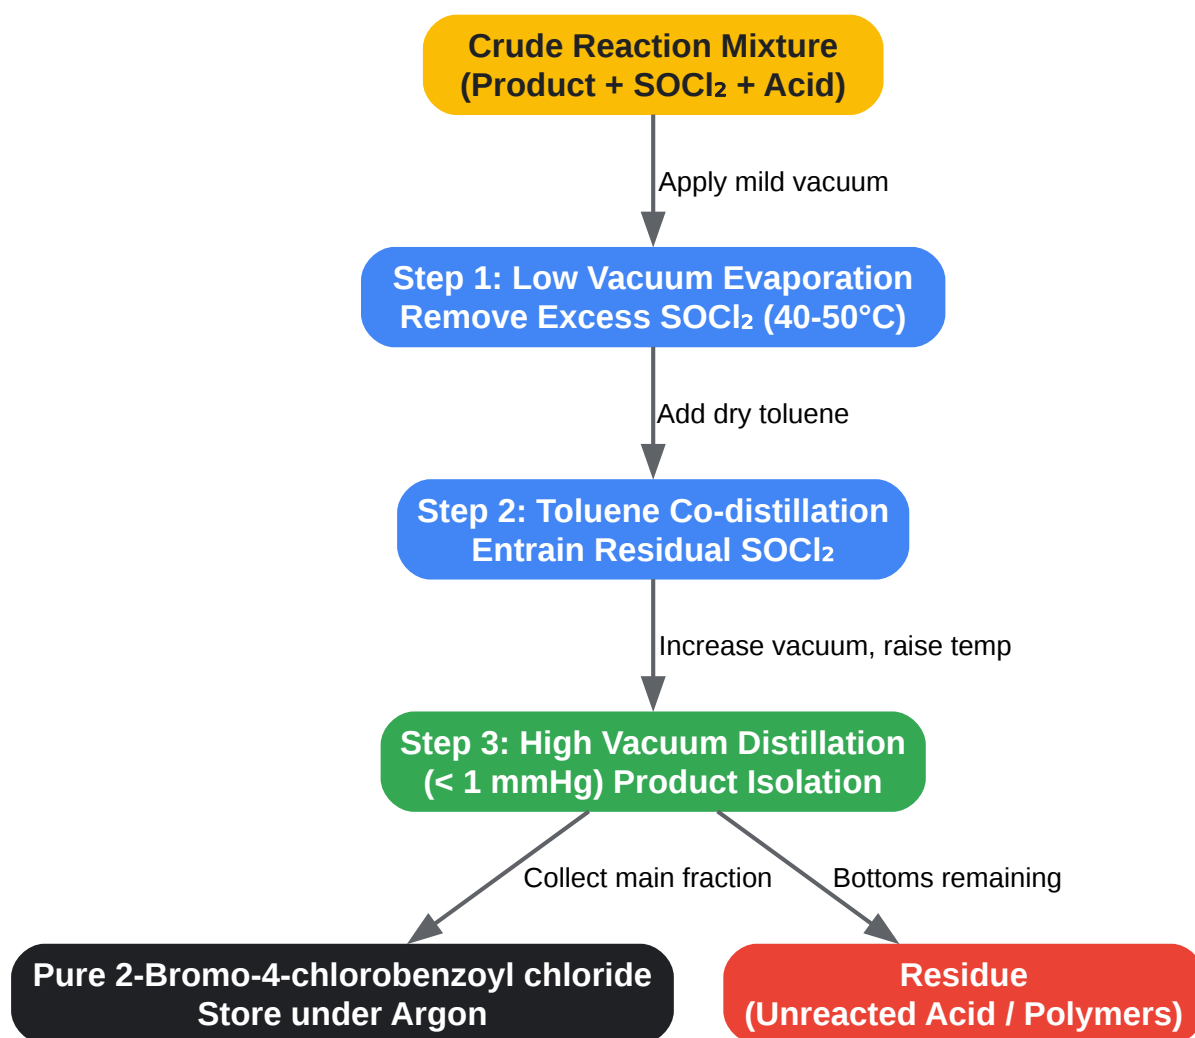 Crude Reaction Mixture
(Product + SOCl₂ + Acid)
Apply mild vacuum
Step 1: Low Vacuum Evaporation
Remove Excess SOCl₂ (40-50°C)
Add dry toluene
Step 2: Toluene Co-distillation
Entrain Residual SOCl₂
Increase vacuum, raise temp
Step 3: High Vacuum Distillation
(< 1 mmHg) Product Isolation
Collect main fraction
Bottoms remaining
Pure 2-Bromo-4-chlorobenzoyl chloride
Store under Argon
Residue
(Unreacted Acid / Polymers)